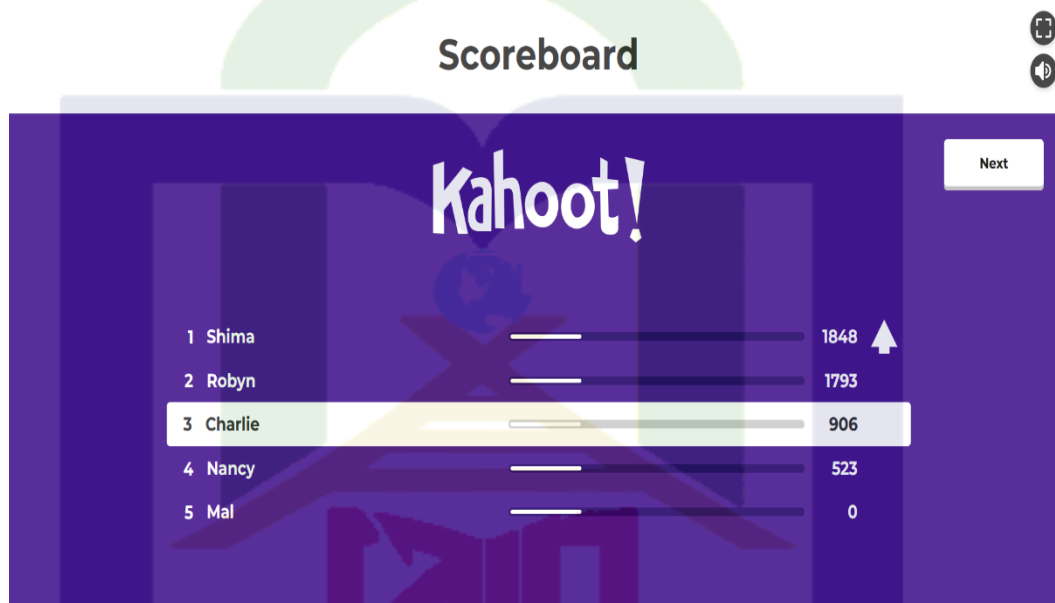 Scoreboard
Next
Kahoot!
1 Shima 1848
2 Robyn 1793
3 Charlie 906
4 Nancy 523
5 Mal 0